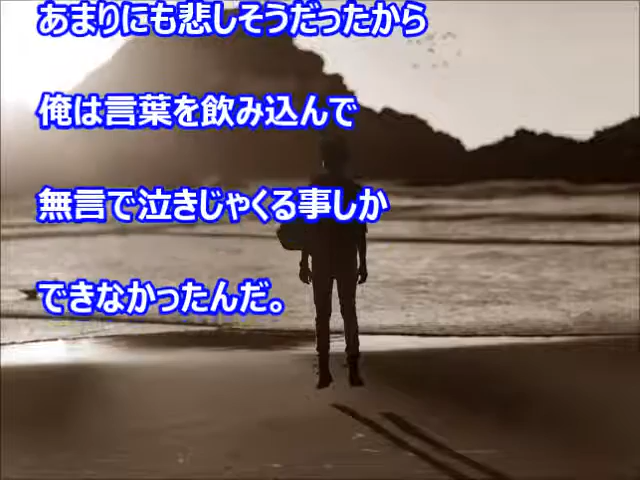 あまりにも悲しそうだったから
俺は言葉を飲み込んで
無言で泣きじゃくる事しか
できなかったんだ。